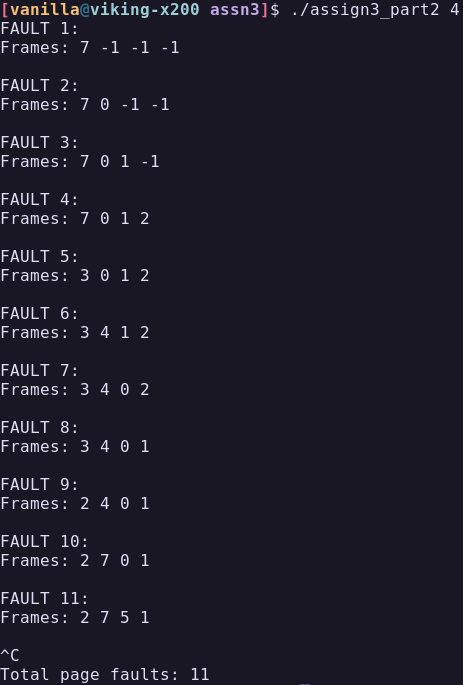 [vanilla@viking-x200 assn3]$ ./assign3_part2 4
FAULT 1:
Frames: 7 -1 -1 -1
FAULT 2:
Frames: 7 0 -1 -1
FAULT 3:
Frames: 7 0 1 -1
FAULT 4:
Frames: 7 0 1 2
FAULT 5:
Frames: 3 0 1 2
FAULT 6:
Frames: 3 4 1 2
FAULT 7:
Frames: 3 4 0 2
FAULT 8:
Frames: 3 4 0 1
FAULT 9:
Frames: 2 4 0 1
FAULT 10:
Frames: 2 7 0 1
FAULT 11:
Frames: 2 7 5 1
^C
Total page faults: 11